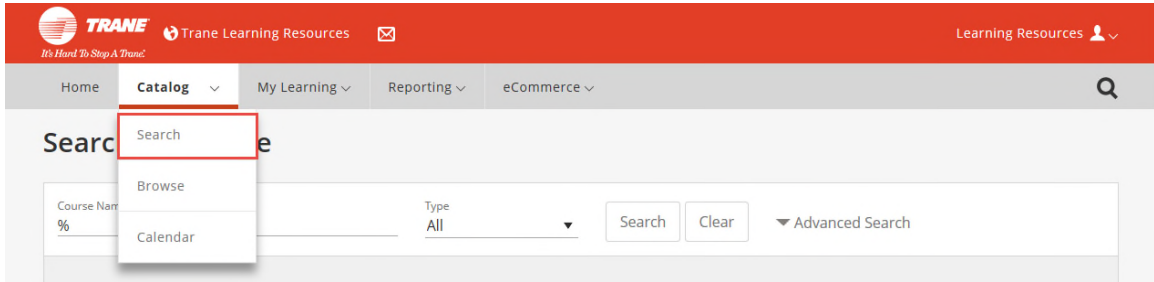 TRANE
It's Hard To Stop A Trane.
Trane Learning Resources
Learning Resources
Home Catalog My Learning Reporting eCommerce
Search
Searc e
Browse
Course Nam Type
% All Search Clear Advanced Search
Calendar